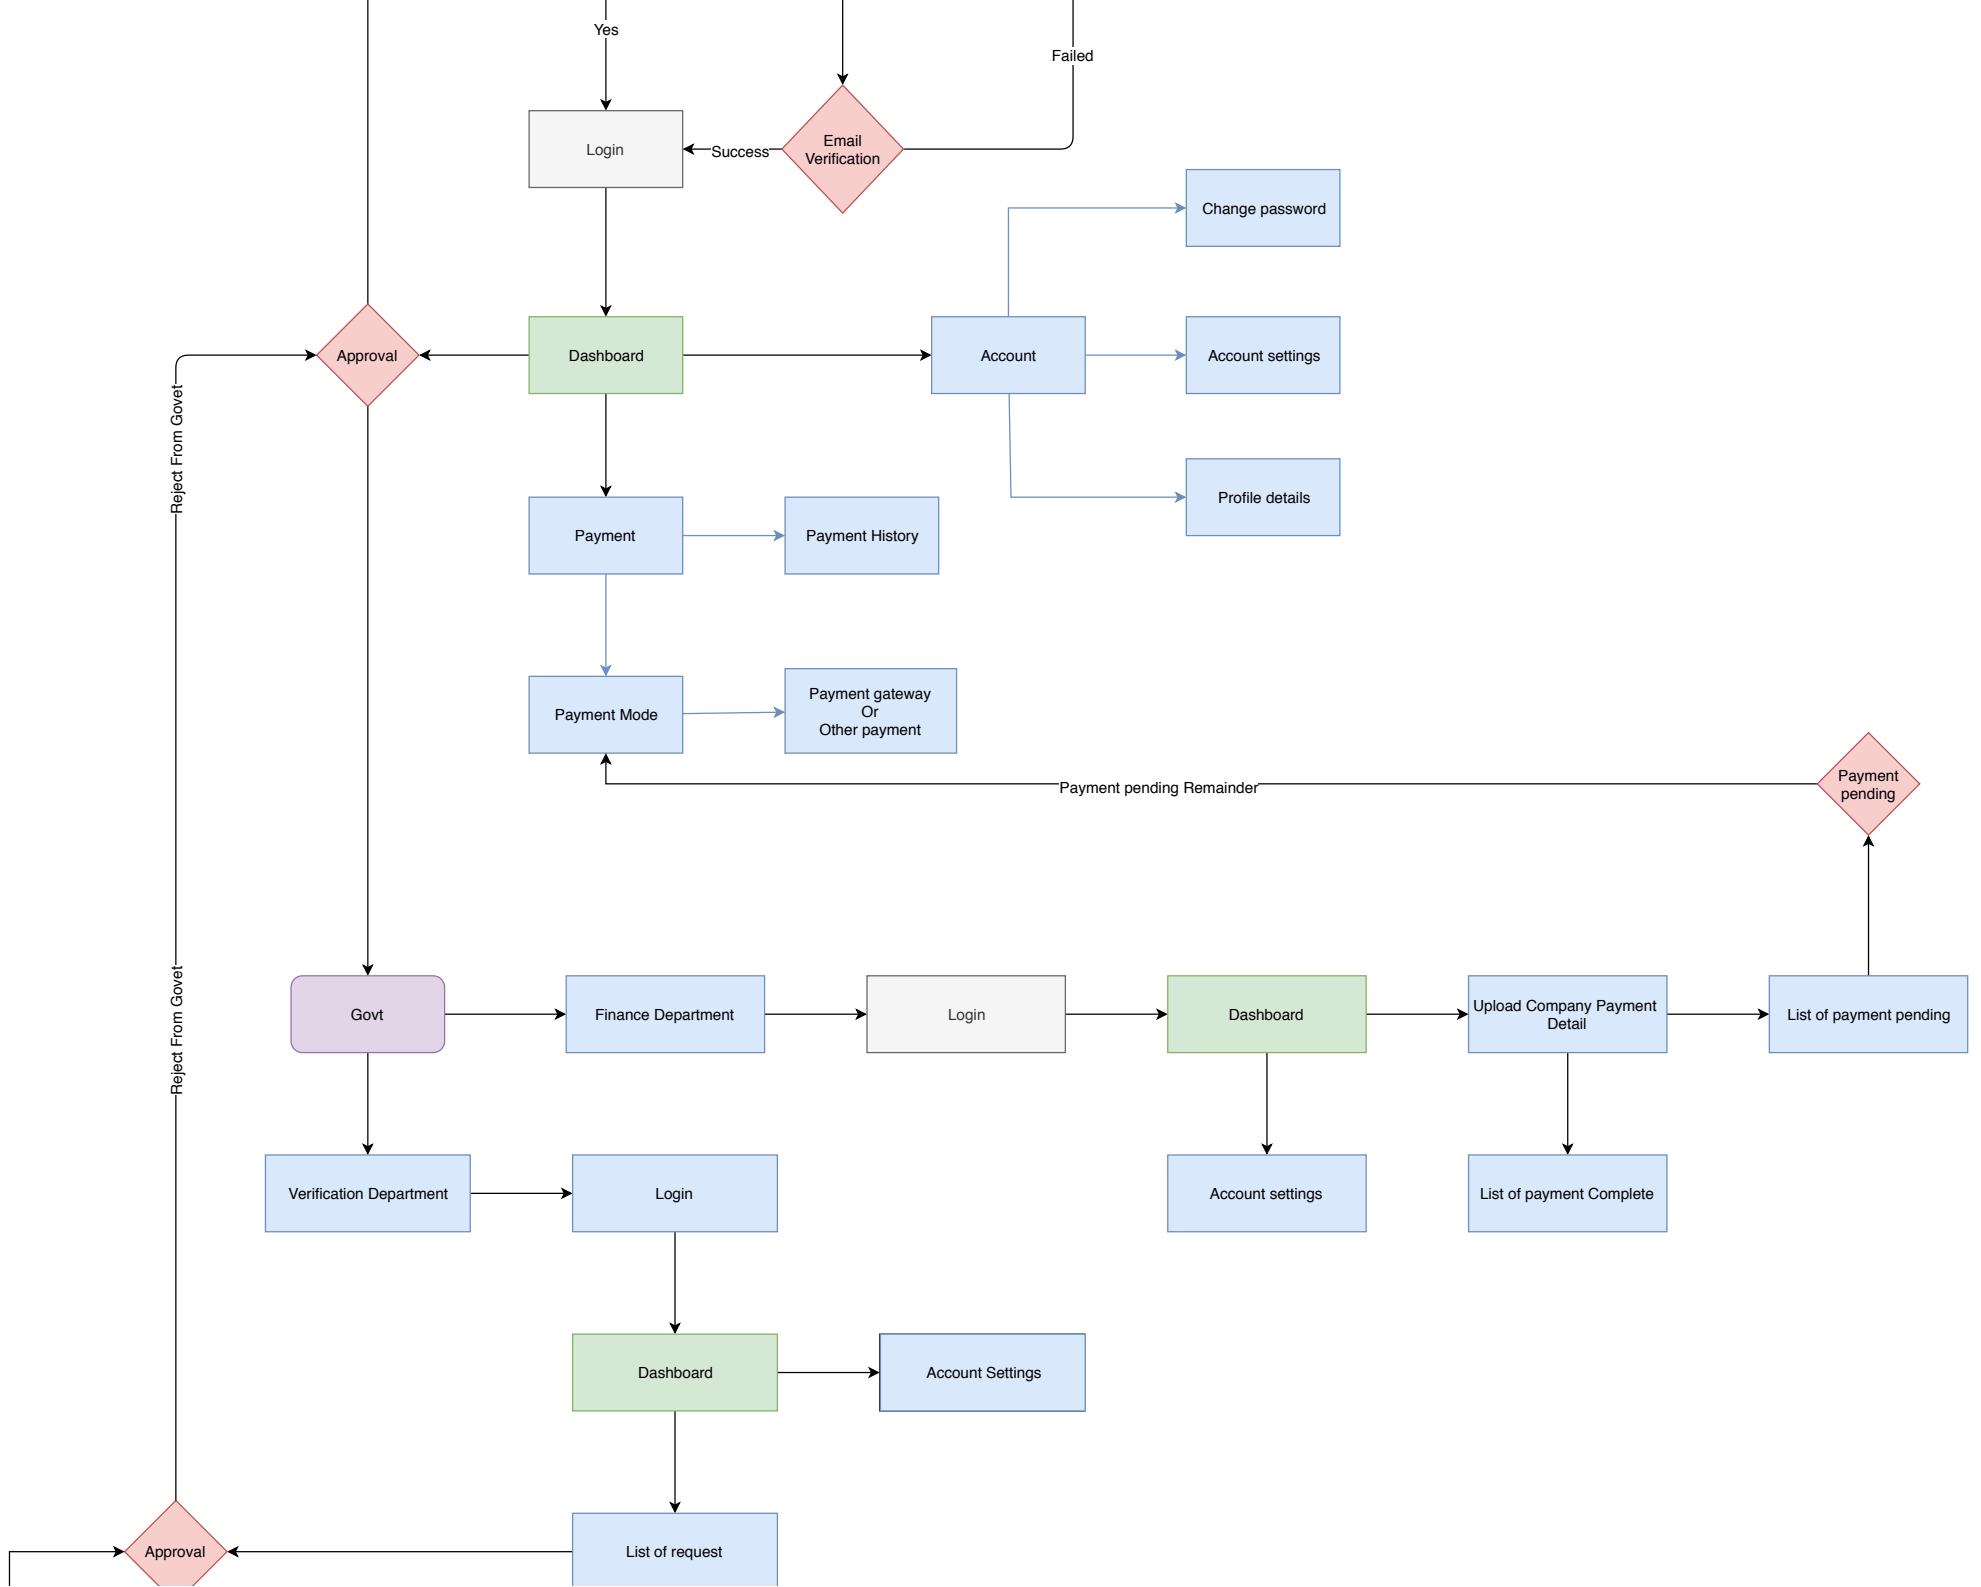 Yes
Failed
Email
Verification
Login
Success
Change password
Approval
Dashboard
Account
Account settings
Reject From Govet
Profile details
Payment
Payment History
Payment Mode
Payment gateway
Or
Other payment
Payment
pending
Payment pending Remainder
Govt
Finance Department
Login
Dashboard
Upload Company Payment
Detail
List of payment pending
Reject From Govet
Verification Department
Login
Account settings
List of payment Complete
Dashboard
Account Settings
Approval
List of request